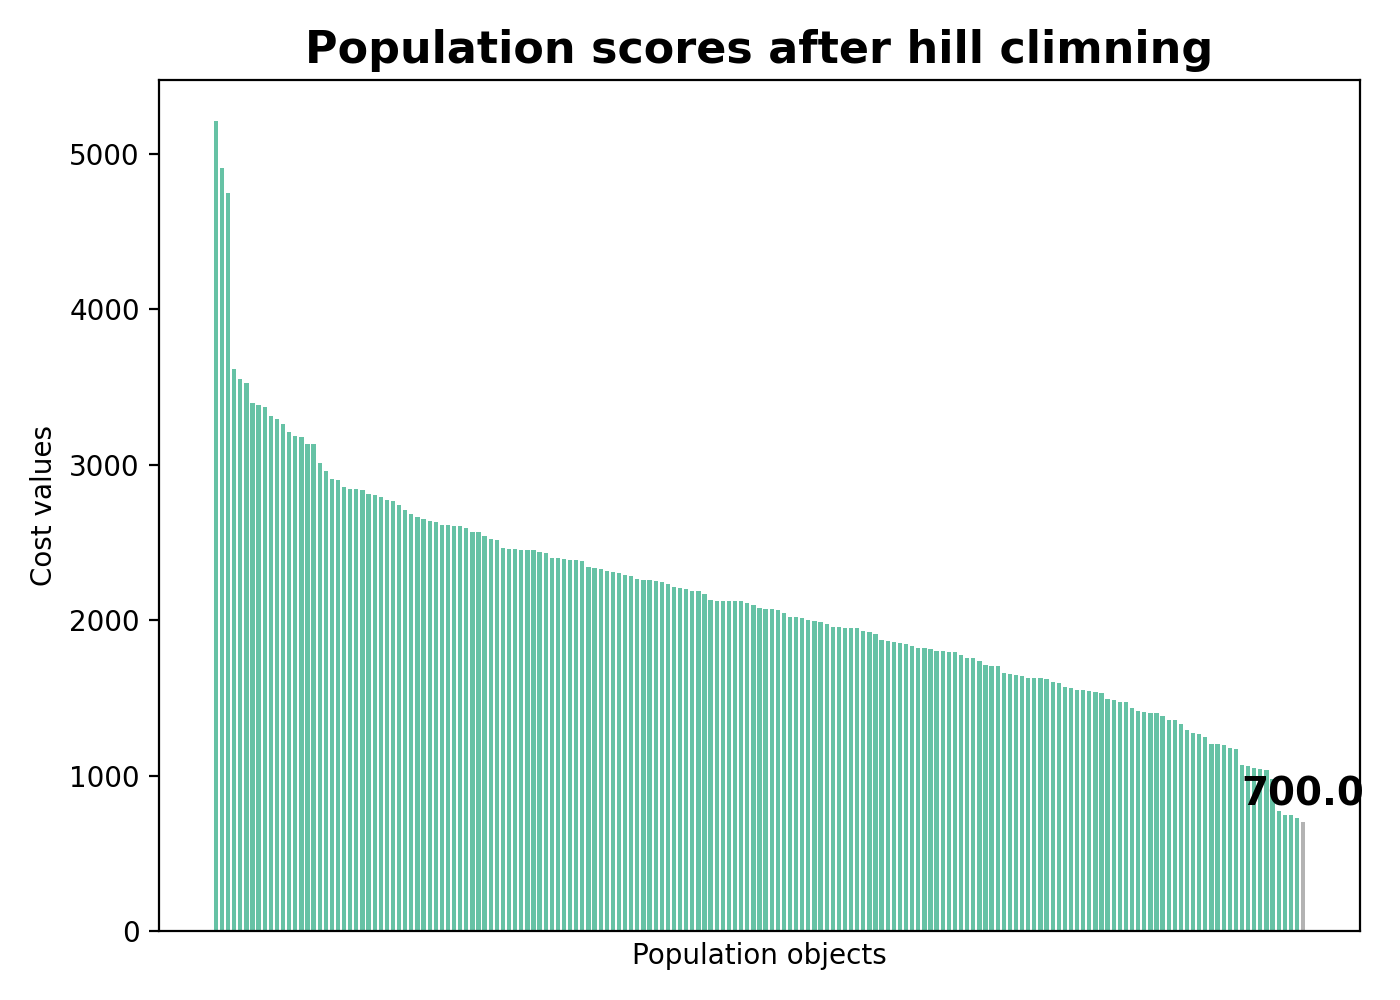 Population scores after hill climning
5000
4000
3000
2000
1000
0
Cost values
700.0
Population objects